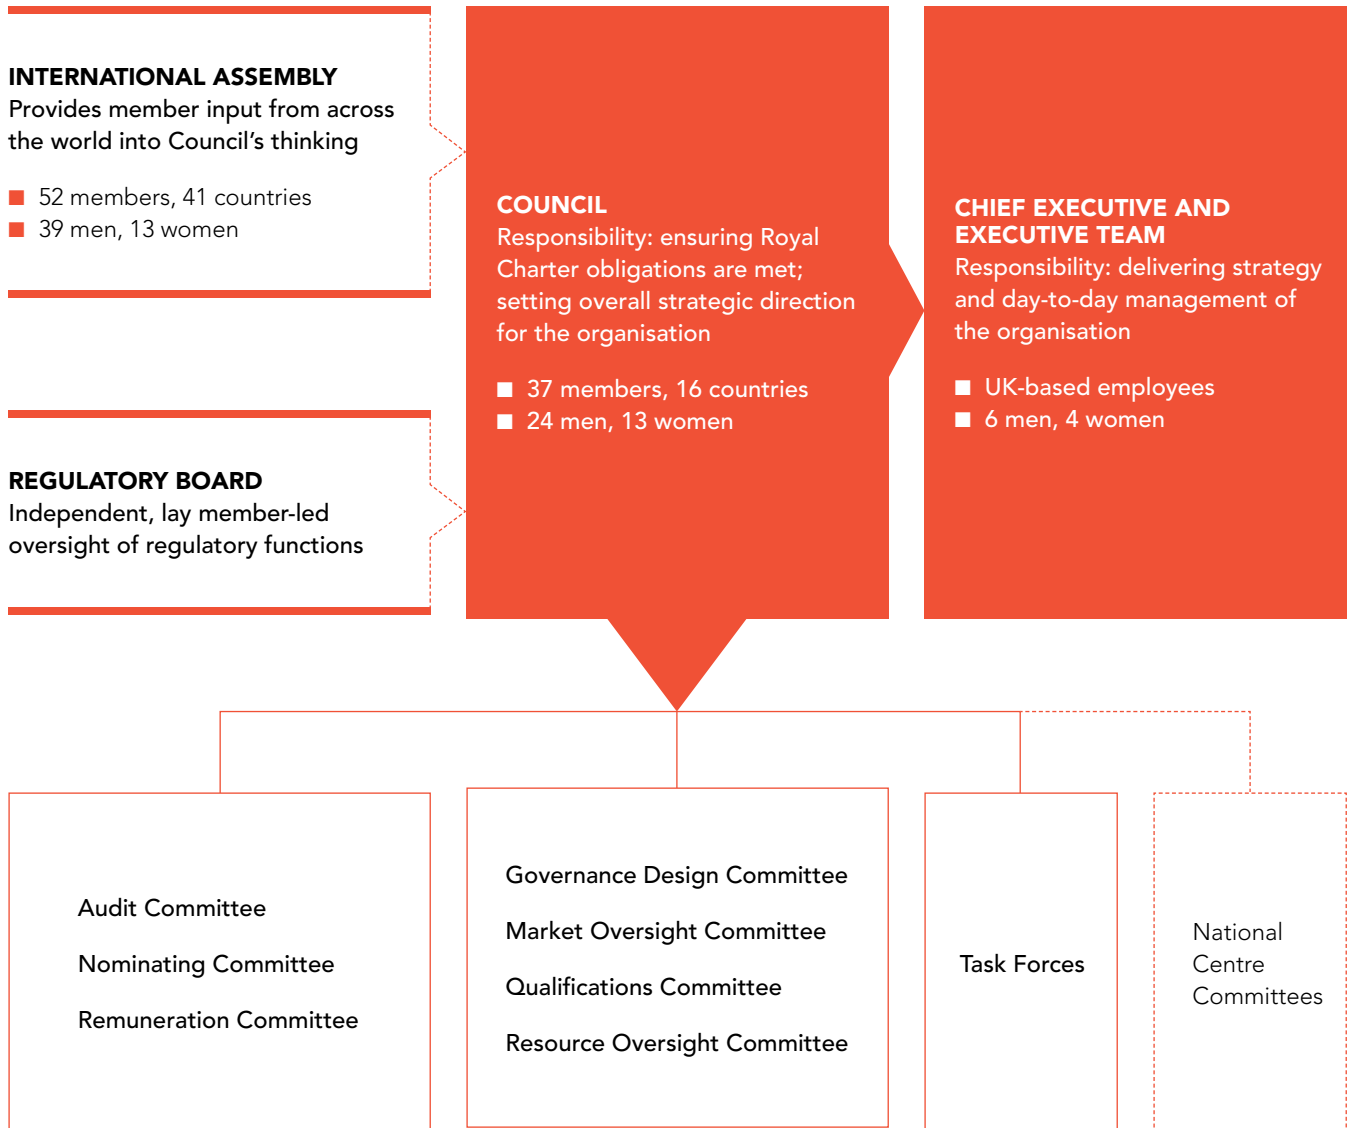 INTERNATIONAL ASSEMBLY
Provides member input from across
the world into Council’s thinking
52 members, 41 countries
39 men, 13 women
REGULATORY BOARD
Independent, lay member-led
oversight of regulatory functions
COUNCIL
Responsibility: ensuring Royal
Charter obligations are met;
setting overall strategic direction
for the organisation
37 members, 16 countries
24 men, 13 women
CHIEF EXECUTIVE AND
EXECUTIVE TEAM
Responsibility: delivering strategy
and day-to-day management of
the organisation
UK-based employees
6 men, 4 women
Audit Committee
Nominating Committee
Remuneration Committee
Governance Design Committee
Market Oversight Committee
Qualifications Committee
Resource Oversight Committee
Task Forces
National
Centre
Committees